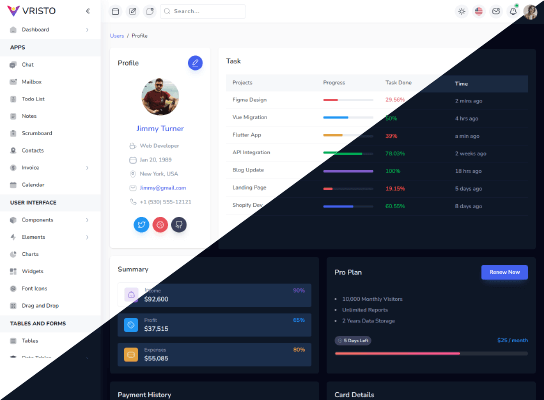 VRISTO
Search...
Dashboard
APPS
Chat
Mailbox
Todo List
Notes
Scrumboard
Contacts
Invoice
Calendar
USER INTERFACE
Components
Elements
Charts
Widgets
Font Icons
Drag and Drop
TABLES AND FORMS
Tables
Users / Profile
Profile
Jimmy Turner
Web Developer
Jan 20, 1989
New York, USA
Jimmy@gmail.com
+1 (530) 555-12121
Task
Projects Progress Task Done Time
Figma Design 29.56% 2 mins ago
Vue Migration 50% 4 hrs ago
Flutter App 39% a min ago
API Integration 78.03% 2 weeks ago
Blog Update 100% 18 hrs ago
Landing Page 19.15% 5 days ago
Shopify Dev 60.55% 8 days ago
Summary
Income 90%
$92,600
Profit 65%
$37,515
Expenses 80%
$55,085
Pro Plan
Renew Now
10,000 Monthly Visitors
Unlimited Reports
2 Years Data Storage
5 Days Left $25 / month
Payment History
Card Details